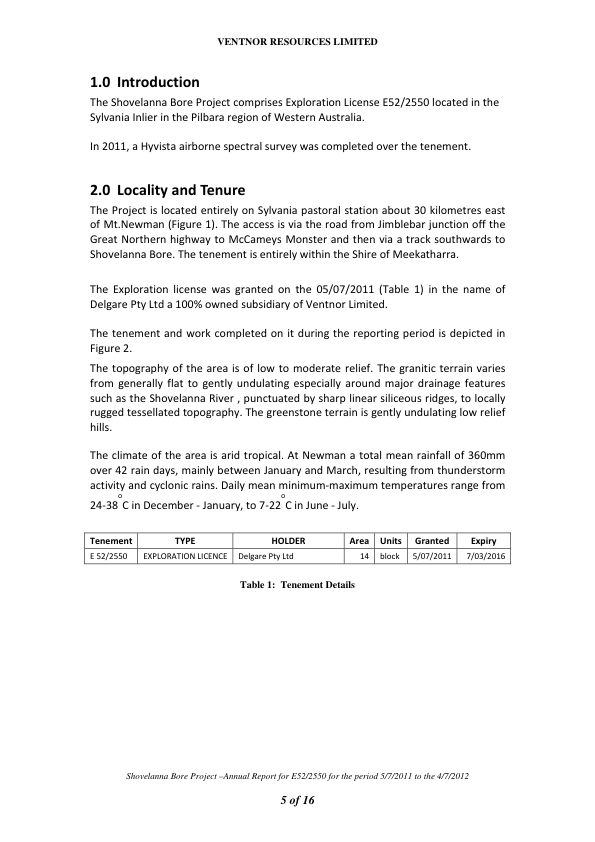 VENTNOR RESOURCES LIMITED
1.0 Introduction
The Shovelanna Bore Project comprises Exploration License E52/2550 located in the
Sylvania Inlier in the Pilbara region of Western Australia.
In 2011, a Hyvista airborne spectral survey was completed over the tenement.
2.0 Locality and Tenure
The Project is located entirely on Sylvania pastoral station about 30 kilometres east
of Mt.Newman (Figure 1). The access is via the road from Jimblebar junction off the
Great Northern highway to McCameys Monster and then via a track southwards to
Shovelanna Bore. The tenement is entirely within the Shire of Meekatharra.
The Exploration license was granted on the 05/07/2011 (Table 1) in the name of
Delgare Pty Ltd a 100% owned subsidiary of Ventnor Limited.
The tenement and work completed on it during the reporting period is depicted in
Figure 2.
The topography of the area is of low to moderate relief. The granitic terrain varies
from generally flat to gently undulating especially around major drainage features
such as the Shovelanna River , punctuated by sharp linear siliceous ridges, to locally
rugged tessellated topography. The greenstone terrain is gently undulating low relief
hills.
The climate of the area is arid tropical. At Newman a total mean rainfall of 360mm
over 42 rain days, mainly between January and March, resulting from thunderstorm
activity and cyclonic rains. Daily mean minimum-maximum temperatures range from
24-38°C in December - January, to 7-22°C in June - July.
Tenement TYPE HOLDER Area Units Granted Expiry
E 52/2550 EXPLORATION LICENCE Delgare Pty Ltd 14 block 5/07/2011 7/03/2016
Table 1: Tenement Details
Shovelanna Bore Project –Annual Report for E52/2550 for the period 5/7/2011 to the 4/7/2012
5 of 16